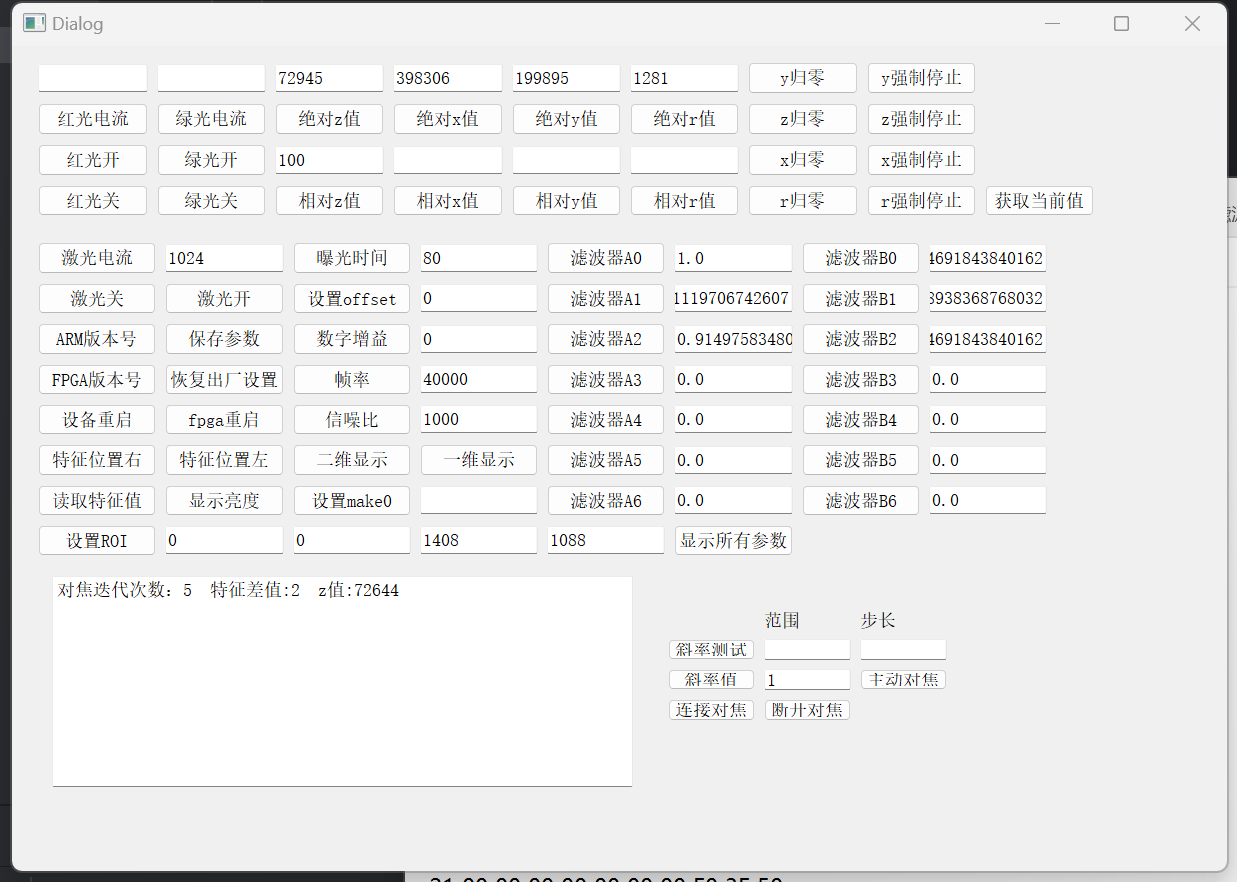 Dialog
72945 398306 199895 1281 y归零 y强制停止
红光电流 绿光电流 绝对z值 绝对x值 绝对y值 绝对r值 z归零 z强制停止
红光开 绿光开 100 x归零 x强制停止
红光关 绿光关 相对z值 相对x值 相对y值 相对r值 r归零 r强制停止 获取当前值
激光电流 1024 曝光时间 80 滤波器A0 1.0 滤波器B0 4691843840162
激光关 激光开 设置offset 0 滤波器A1 1119706742607 滤波器B1 8938368768032
ARM版本号 保存参数 数字增益 0 滤波器A2 0.91497583480 滤波器B2 4691843840162
FPGA版本号 恢复出厂设置 帧率 40000 滤波器A3 0.0 滤波器B3 0.0
设备重启 fpga重启 信噪比 1000 滤波器A4 0.0 滤波器B4 0.0
特征位置右 特征位置左 二维显示 一维显示 滤波器A5 0.0 滤波器B5 0.0
读取特征值 显示亮度 设置make0 滤波器A6 0.0 滤波器B6 0.0
设置ROI 0 0 1408 1088 显示所有参数
对焦迭代次数: 5 特征差值:2 z值:72644
范围 步长
斜率测试
斜率值 1 主动对焦
连接对焦 断开对焦